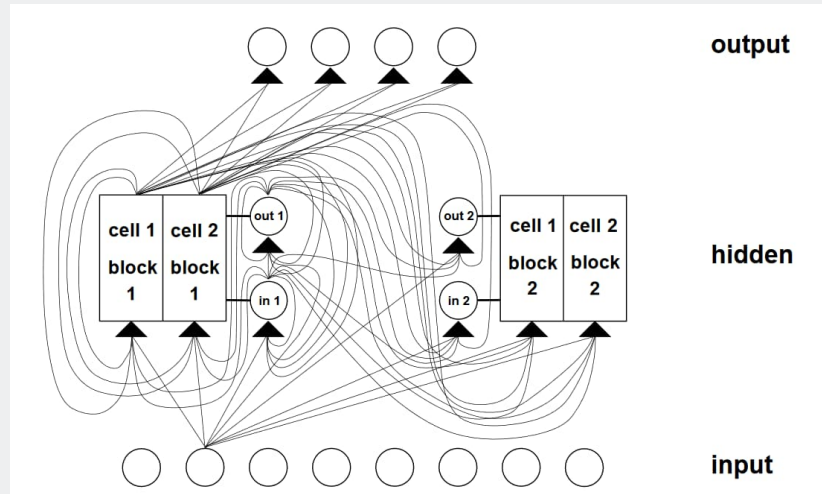 output
out 1
out 2
cell 1 cell 2
block block
1 1
cell 1 cell 2
block block
2 2
hidden
in 1
in 2
input